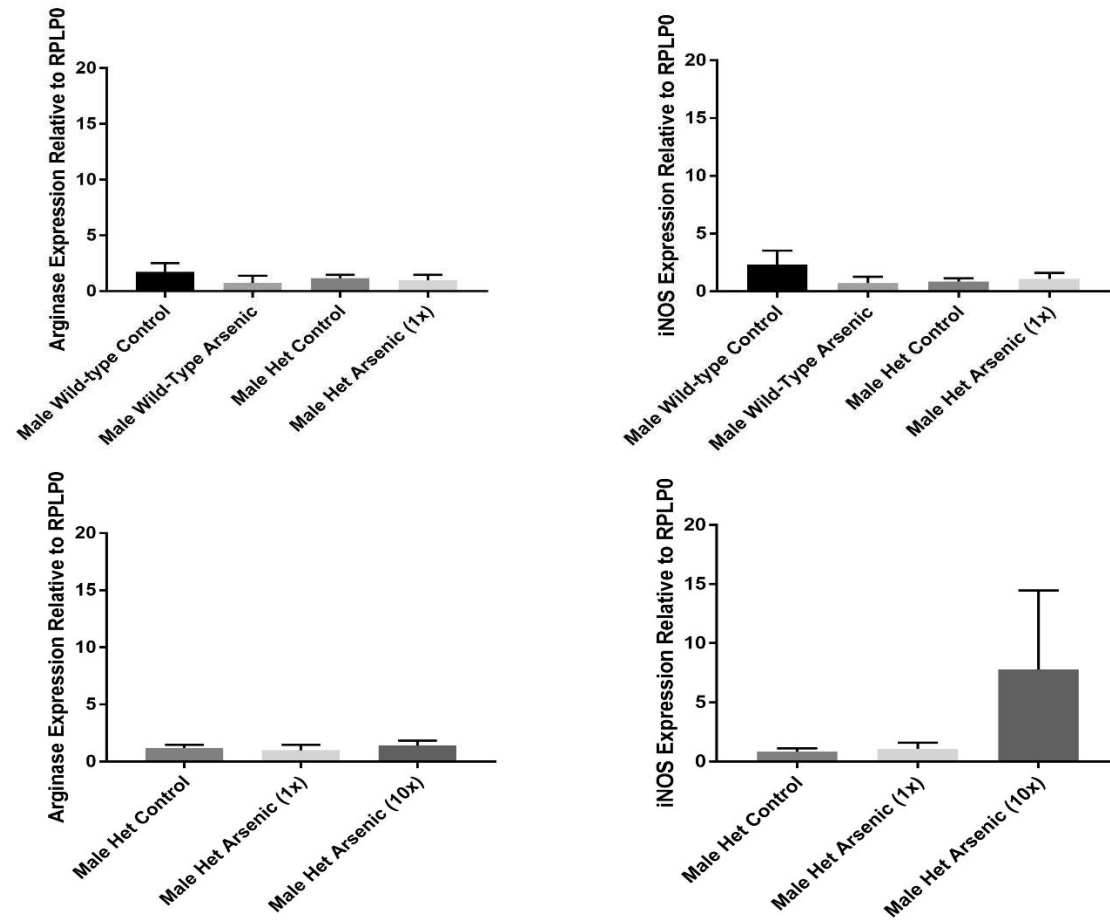 Arginase Expression Relative to RPLP0
20
15
10
5
0
Male Wild-type Control
Male Wild-Type Arsenic
Male Het Control
Male Het Arsenic (1x)
iNOS Expression Relative to RPLP0
20
15
10
5
0
Male Wild-type Control
Male Wild-Type Arsenic
Male Het Control
Male Het Arsenic (1x)
Arginase Expression Relative to RPLP0
20
15
10
5
0
Male Het Control
Male Het Arsenic (1x)
Male Het Arsenic (10x)
iNOS Expression Relative to RPLP0
20
15
10
5
0
Male Het Control
Male Het Arsenic (1x)
Male Het Arsenic (10x)